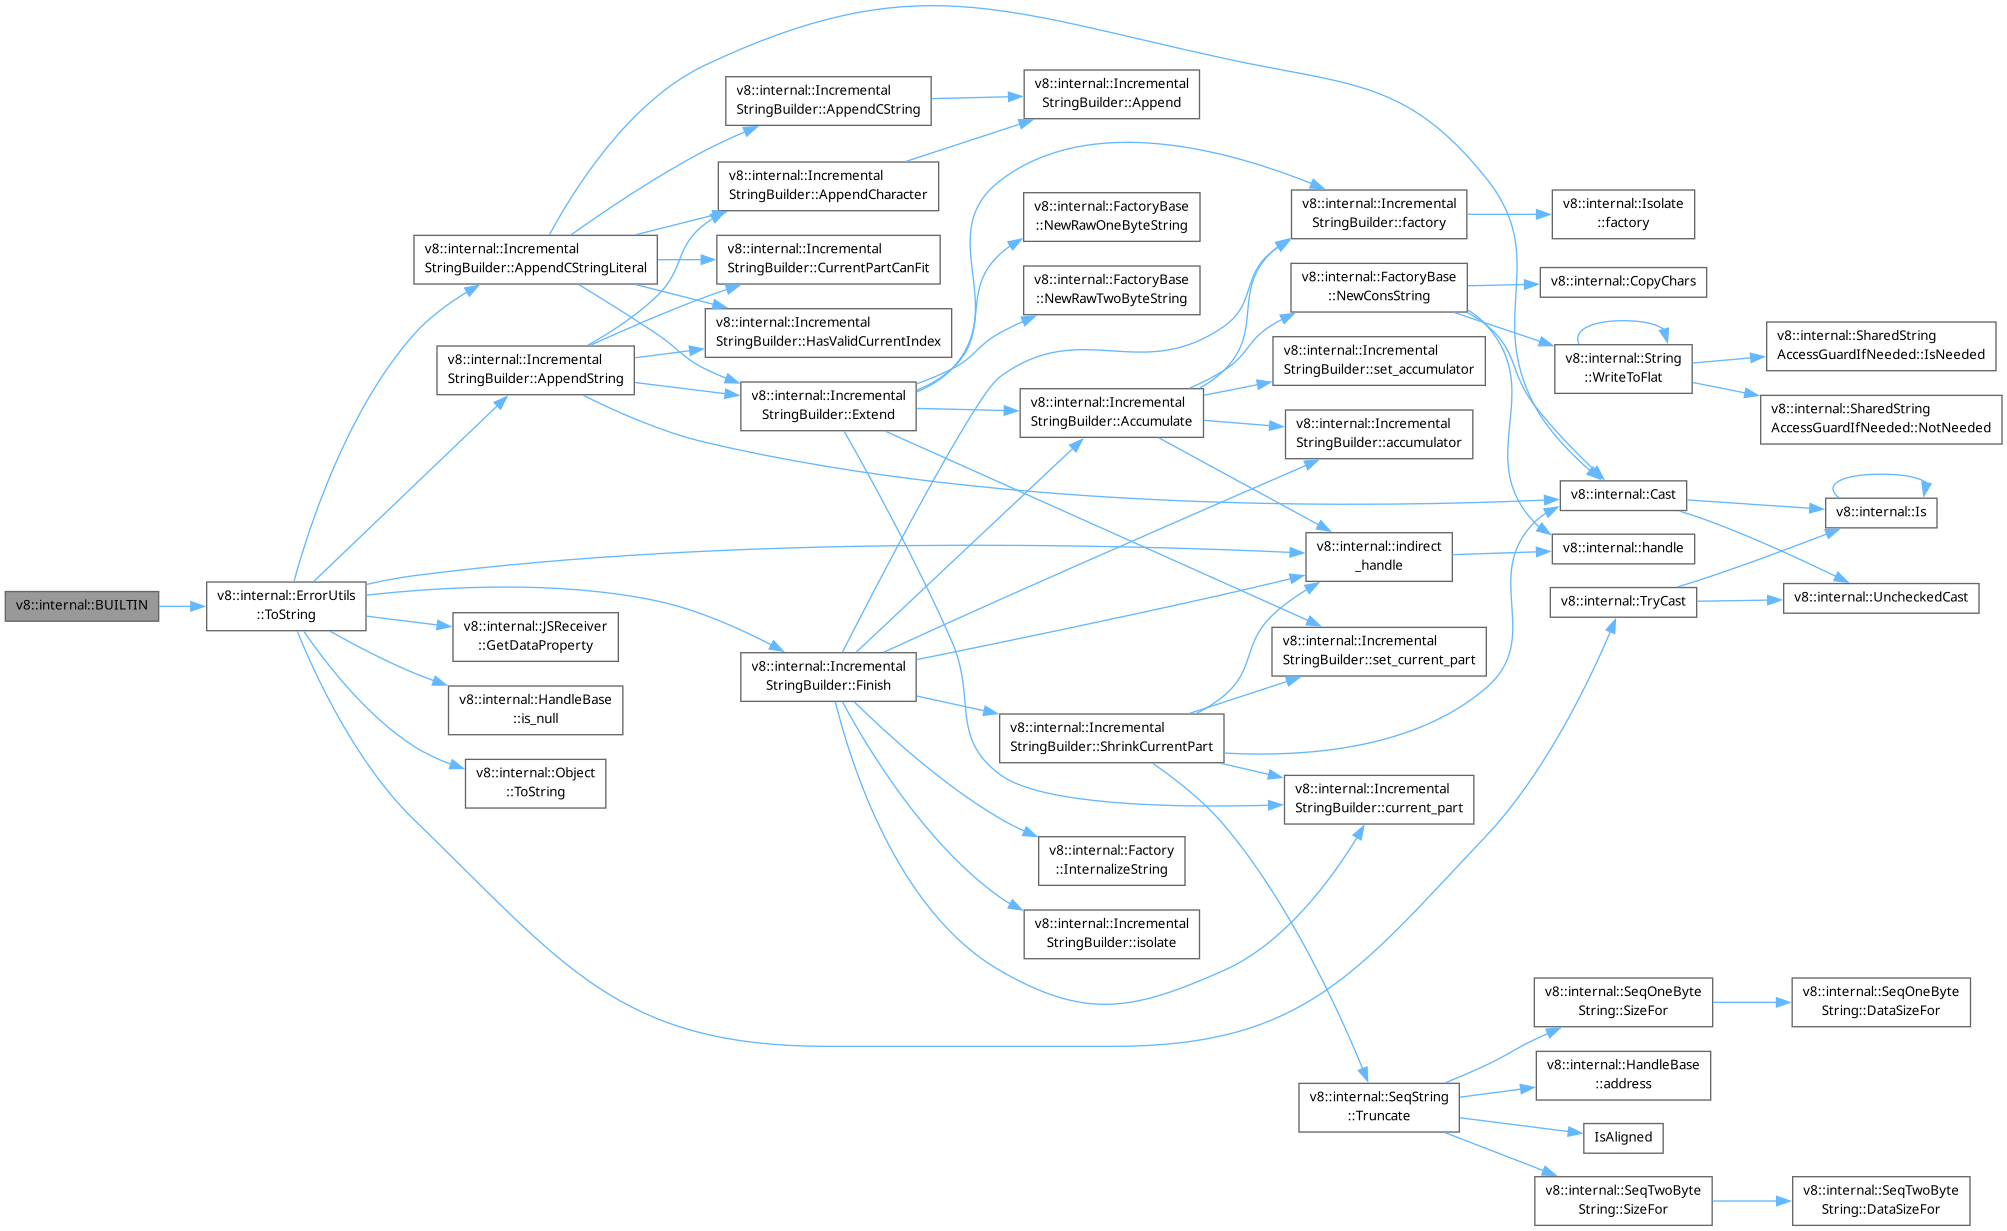 v8::internal::BUILTIN
v8::internal::ErrorUtils
::ToString
v8::internal::Incremental
StringBuilder::AppendCStringLiteral
v8::internal::Incremental
StringBuilder::AppendString
v8::internal::JSReceiver
::GetDataProperty
v8::internal::HandleBase
::is_null
v8::internal::Object
::ToString
v8::internal::Incremental
StringBuilder::AppendCString
v8::internal::Incremental
StringBuilder::AppendCharacter
v8::internal::Incremental
StringBuilder::CurrentPartCanFit
v8::internal::Incremental
StringBuilder::HasValidCurrentIndex
v8::internal::Incremental
StringBuilder::Extend
v8::internal::Incremental
StringBuilder::Finish
v8::internal::Incremental
StringBuilder::Append
v8::internal::FactoryBase
::NewRawOneByteString
v8::internal::FactoryBase
::NewRawTwoByteString
v8::internal::Incremental
StringBuilder::Accumulate
v8::internal::Incremental
StringBuilder::ShrinkCurrentPart
v8::internal::Factory
::InternalizeString
v8::internal::Incremental
StringBuilder::isolate
v8::internal::Incremental
StringBuilder::factory
v8::internal::FactoryBase
::NewConsString
v8::internal::Incremental
StringBuilder::set_accumulator
v8::internal::Incremental
StringBuilder::accumulator
v8::internal::indirect
_handle
v8::internal::Incremental
StringBuilder::set_current_part
v8::internal::Incremental
StringBuilder::current_part
v8::internal::SeqString
::Truncate
v8::internal::Isolate
::factory
v8::internal::CopyChars
v8::internal::String
::WriteToFlat
v8::internal::Cast
v8::internal::handle
v8::internal::TryCast
v8::internal::SeqOneByte
String::SizeFor
v8::internal::HandleBase
::address
IsAligned
v8::internal::SeqTwoByte
String::SizeFor
v8::internal::SharedString
AccessGuardIfNeeded::IsNeeded
v8::internal::SharedString
AccessGuardIfNeeded::NotNeeded
v8::internal::Is
v8::internal::UncheckedCast
v8::internal::SeqOneByte
String::DataSizeFor
v8::internal::SeqTwoByte
String::DataSizeFor